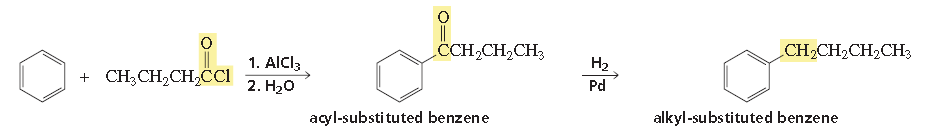 O
+ CH₃CH₂CH₂CCl
O
1. AlCl₃
2. H₂O
O
CCH₂CH₂CH₃
acyl-substituted benzene
H₂
Pd
CH₂CH₂CH₂CH₃
alkyl-substituted benzene